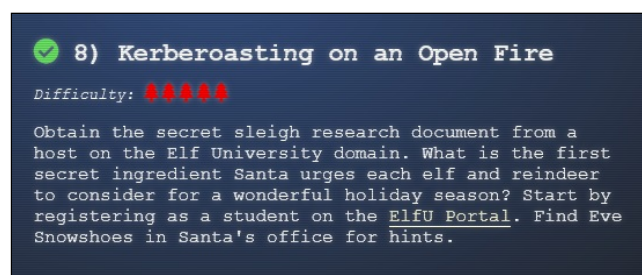 8) Kerberoasting on an Open Fire
Difficulty:
Obtain the secret sleigh research document from a
host on the Elf University domain. What is the first
secret ingredient Santa urges each elf and reindeer
to consider for a wonderful holiday season? Start by
registering as a student on the ElfU Portal. Find Eve
Snowshoes in Santa's office for hints.